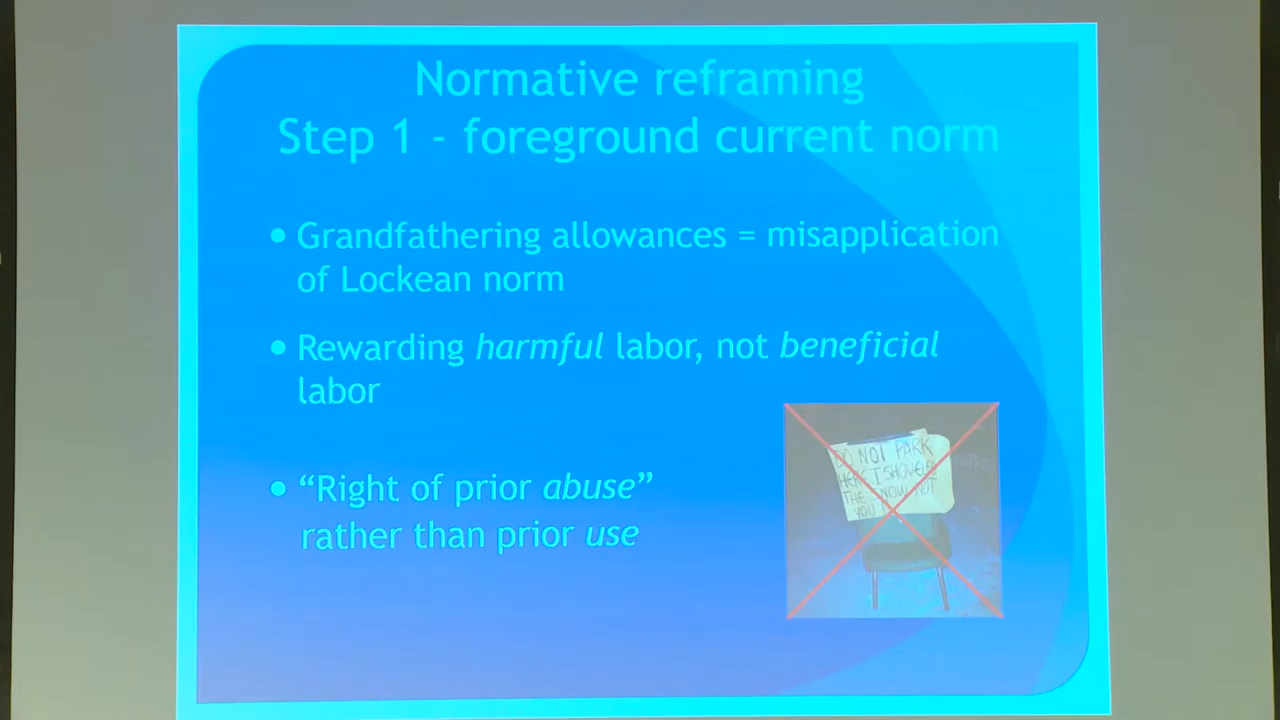 Normative reframing
Step 1 - foreground current norm
• Grandfathering allowances = misapplication
of Lockean norm
• Rewarding harmful labor, not beneficial
labor
• “Right of prior abuse”
rather than prior use
DO NOT PARK
HERE. I SHOVELED
THE SNOW NOT
YOU